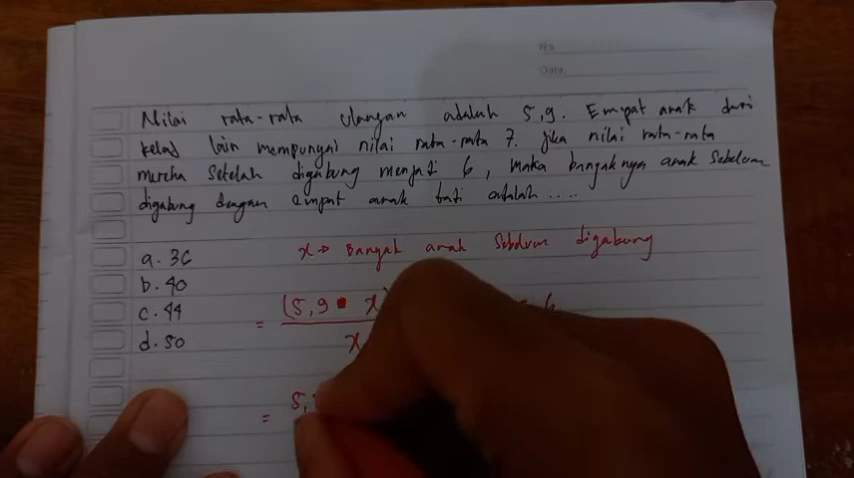 No
Date
Nilai rata-rata ulangan adalah 5,9. Empat anak dari
kelas lain mempunyai nilai rata-rata 7. jika nilai rata-rata
mereka setelah digabung menjadi 6, maka banyaknya anak sebelum
digabung dengan empat anak tadi adalah ....
a. 36
b. 40
c. 44
d. 50
x → Banyak anak sebelum digabung
= (5,9 • x)
x
6
= 5,